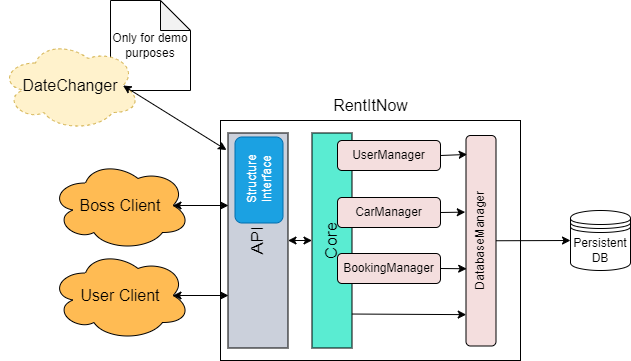 Only for demo
purposes
DateChanger
RentItNow
Structure
Interface
API
Core
UserManager
CarManager
BookingManager
DatabaseManager
Boss Client
User Client
Persistent
DB